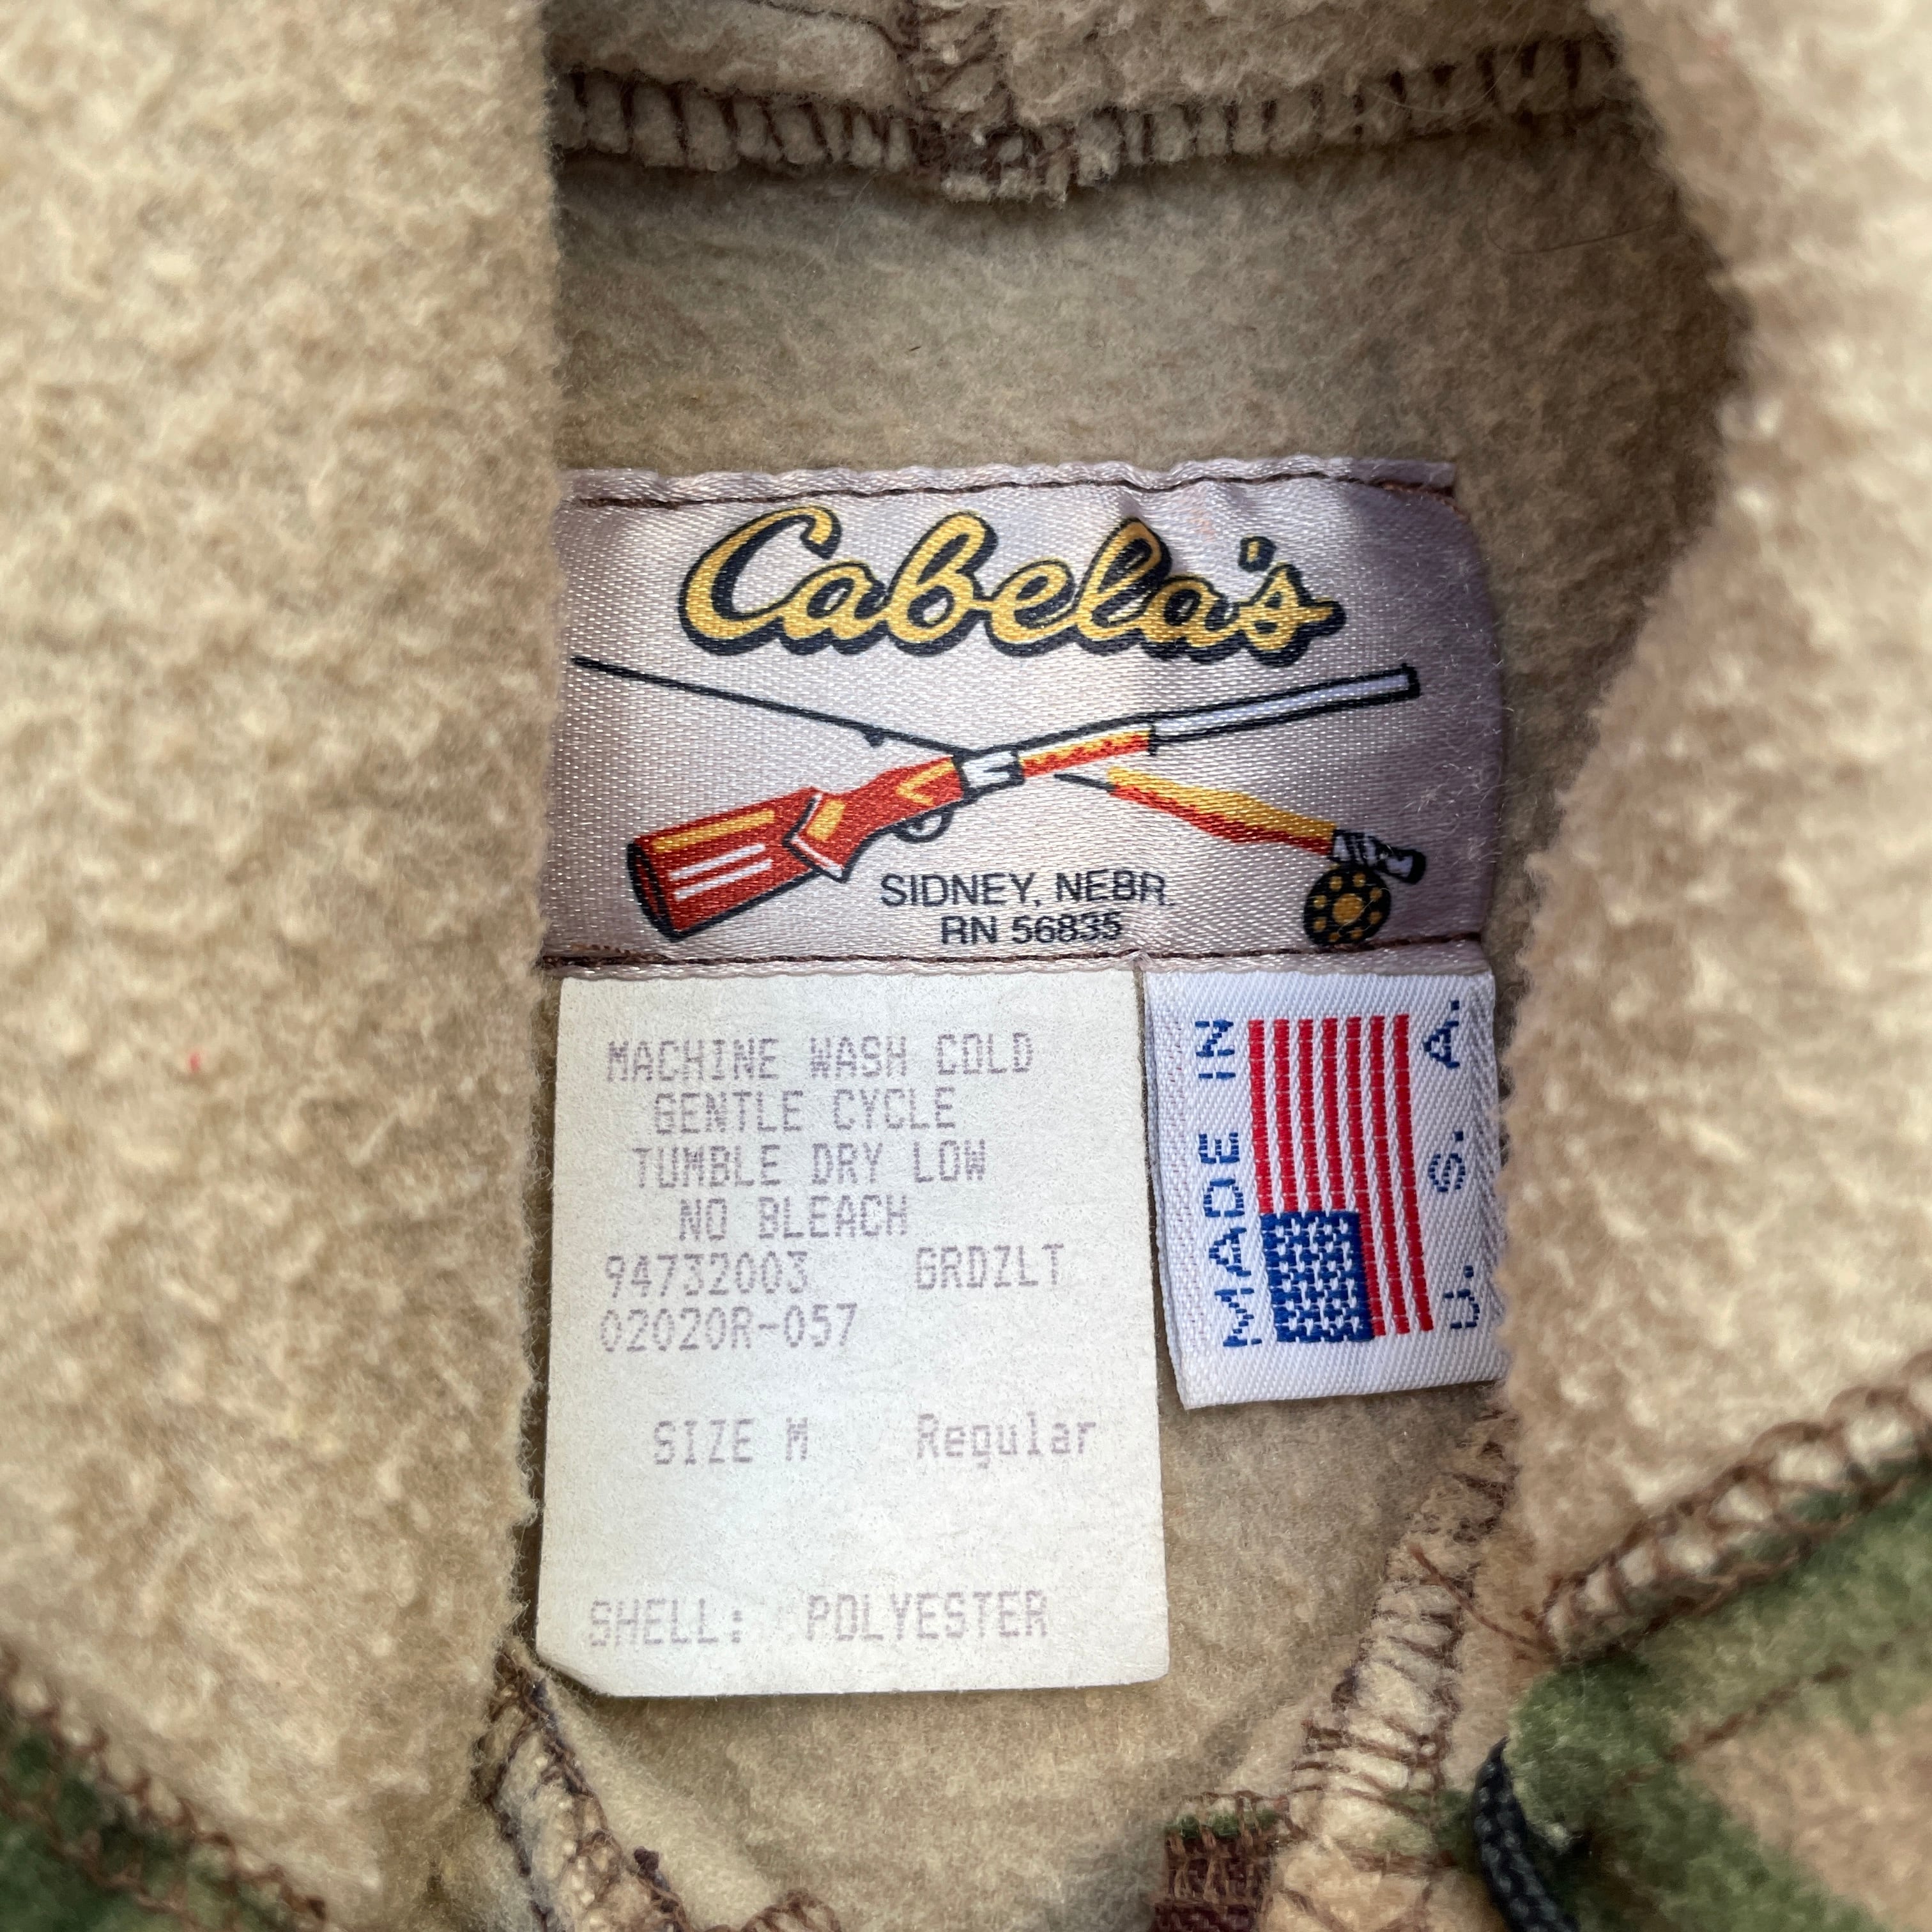 Cabela's
SIDNEY, NEBR.
RN 56835
MACHINE WASH COLD
GENTLE CYCLE
TUMBLE DRY LOW
NO BLEACH
94732003 GRDZLT
02020R-057
SIZE M Regular
SHELL: POLYESTER
MADE IN
U. S. A.